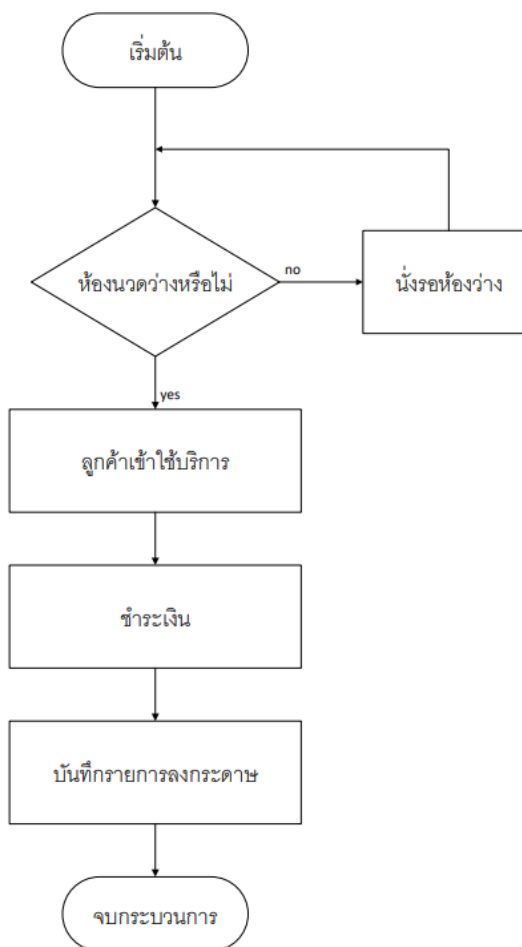 เริ่มต้น
ห้องนวดว่างหรือไม่
no
นั่งรอห้องว่าง
yes
ลูกค้าเข้าใช้บริการ
ชำระเงิน
บันทึกรายการลงกระดาษ
จบกระบวนการ